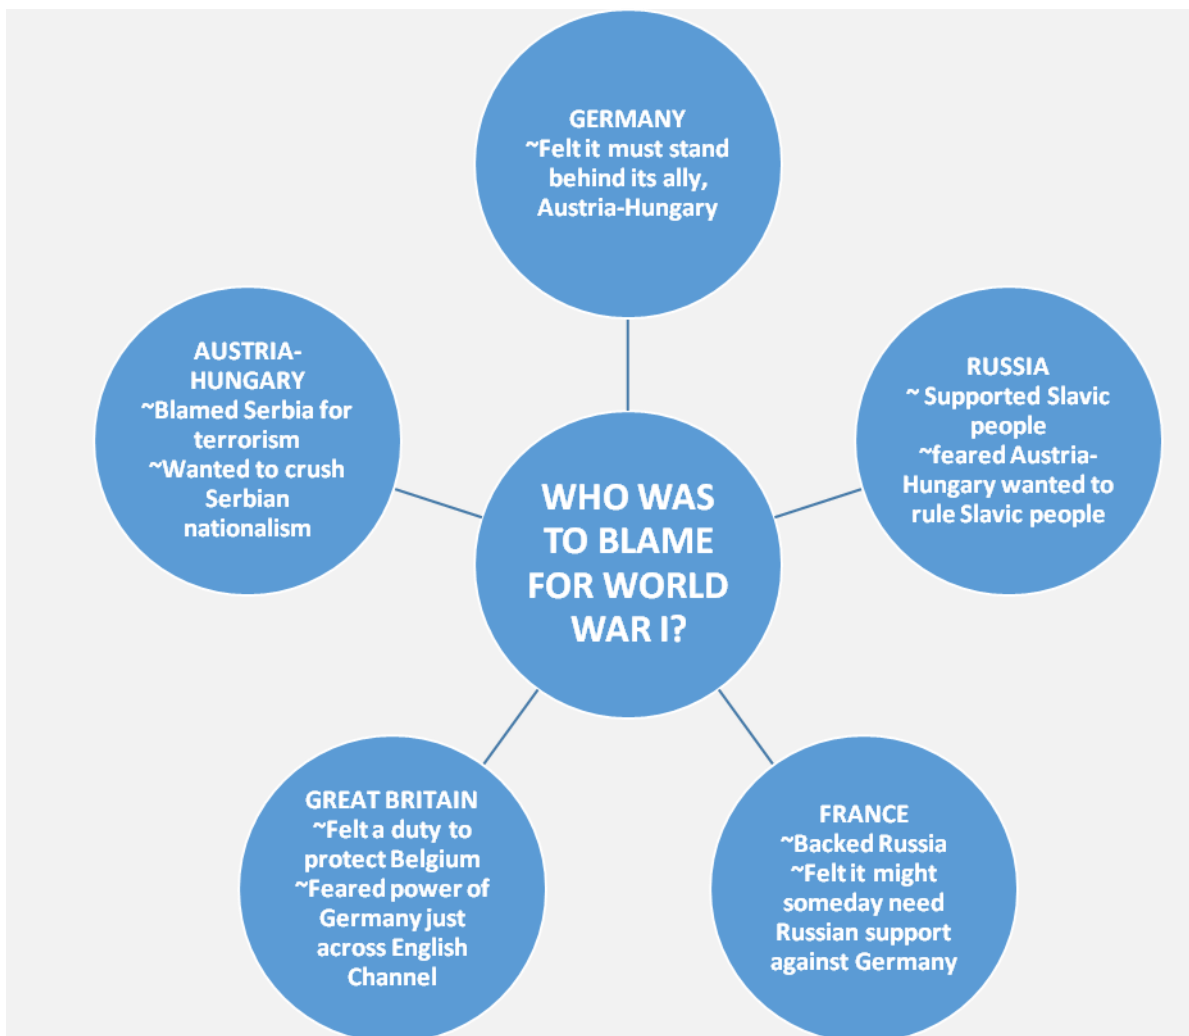 GERMANY
~Felt it must stand
behind its ally,
Austria-Hungary
AUSTRIA-
HUNGARY
~Blamed Serbia for
terrorism
~Wanted to crush
Serbian
nationalism
RUSSIA
~ Supported Slavic
people
~feared Austria-
Hungary wanted to
rule Slavic people
WHO WAS
TO BLAME
FOR WORLD
WAR I?
GREAT BRITAIN
~Felt a duty to
protect Belgium
~Feared power of
Germany just
across English
Channel
FRANCE
~Backed Russia
~Felt it might
someday need
Russian support
against Germany